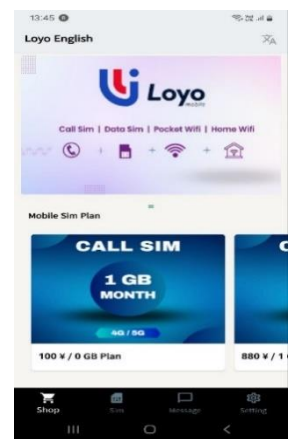 13:45
Loyo English
Loyo
mobile
Call Sim | Data Sim | Pocket Wifi | Home Wifi
Mobile Sim Plan
CALL SIM
1 GB
MONTH
4G / 5G
100 ¥ / 0 GB Plan
C
880 ¥ / 1
Shop
Sim
Message
Setting